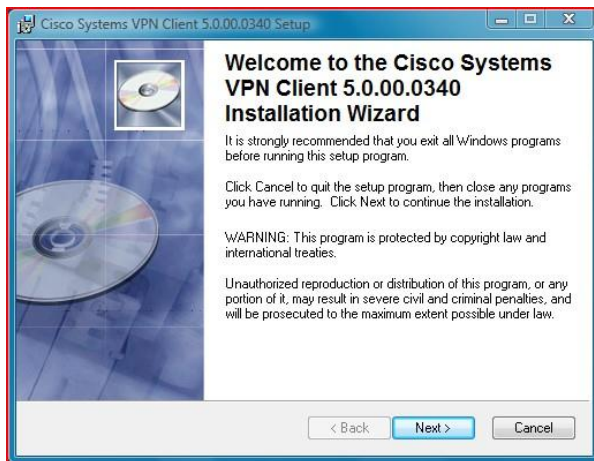 Cisco Systems VPN Client 5.0.00.0340 Setup
Welcome to the Cisco Systems
VPN Client 5.0.00.0340
Installation Wizard
It is strongly recommended that you exit all Windows programs
before running this setup program.
Click Cancel to quit the setup program, then close any programs
you have running. Click Next to continue the installation.
WARNING: This program is protected by copyright law and
international treaties.
Unauthorized reproduction or distribution of this program, or any
portion of it, may result in severe civil and criminal penalties, and
will be prosecuted to the maximum extent possible under law.
< Back
Next >
Cancel